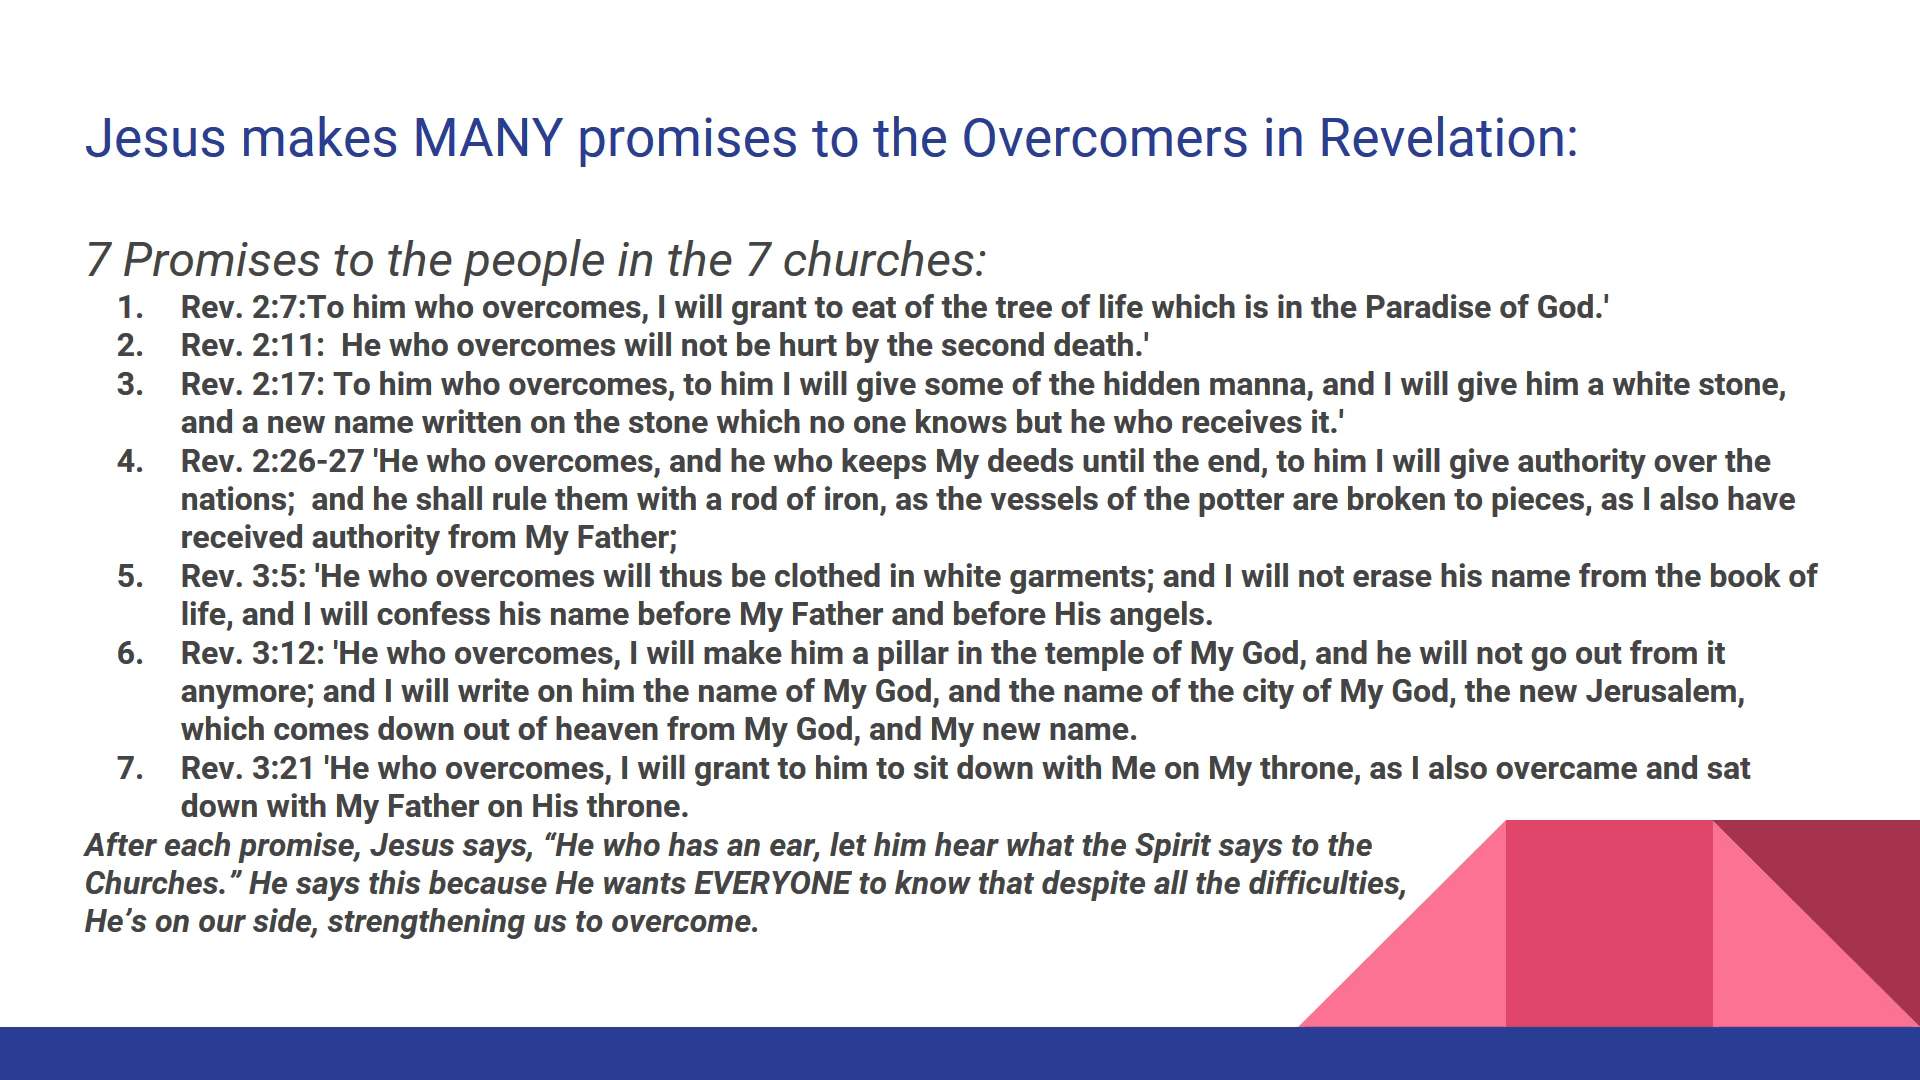 Jesus makes MANY promises to the Overcomers in Revelation:
7 Promises to the people in the 7 churches:
1. Rev. 2:7:To him who overcomes, I will grant to eat of the tree of life which is in the Paradise of God.'
2. Rev. 2:11:  He who overcomes will not be hurt by the second death.'
3. Rev. 2:17: To him who overcomes, to him I will give some of the hidden manna, and I will give him a white stone,
and a new name written on the stone which no one knows but he who receives it.'
4. Rev. 2:26-27 'He who overcomes, and he who keeps My deeds until the end, to him I will give authority over the
nations;  and he shall rule them with a rod of iron, as the vessels of the potter are broken to pieces, as I also have
received authority from My Father;
5. Rev. 3:5: 'He who overcomes will thus be clothed in white garments; and I will not erase his name from the book of
life, and I will confess his name before My Father and before His angels.
6. Rev. 3:12: 'He who overcomes, I will make him a pillar in the temple of My God, and he will not go out from it
anymore; and I will write on him the name of My God, and the name of the city of My God, the new Jerusalem,
which comes down out of heaven from My God, and My new name.
7. Rev. 3:21 'He who overcomes, I will grant to him to sit down with Me on My throne, as I also overcame and sat
down with My Father on His throne.
After each promise, Jesus says, “He who has an ear, let him hear what the Spirit says to the
Churches.” He says this because He wants EVERYONE to know that despite all the difficulties,
He’s on our side, strengthening us to overcome.